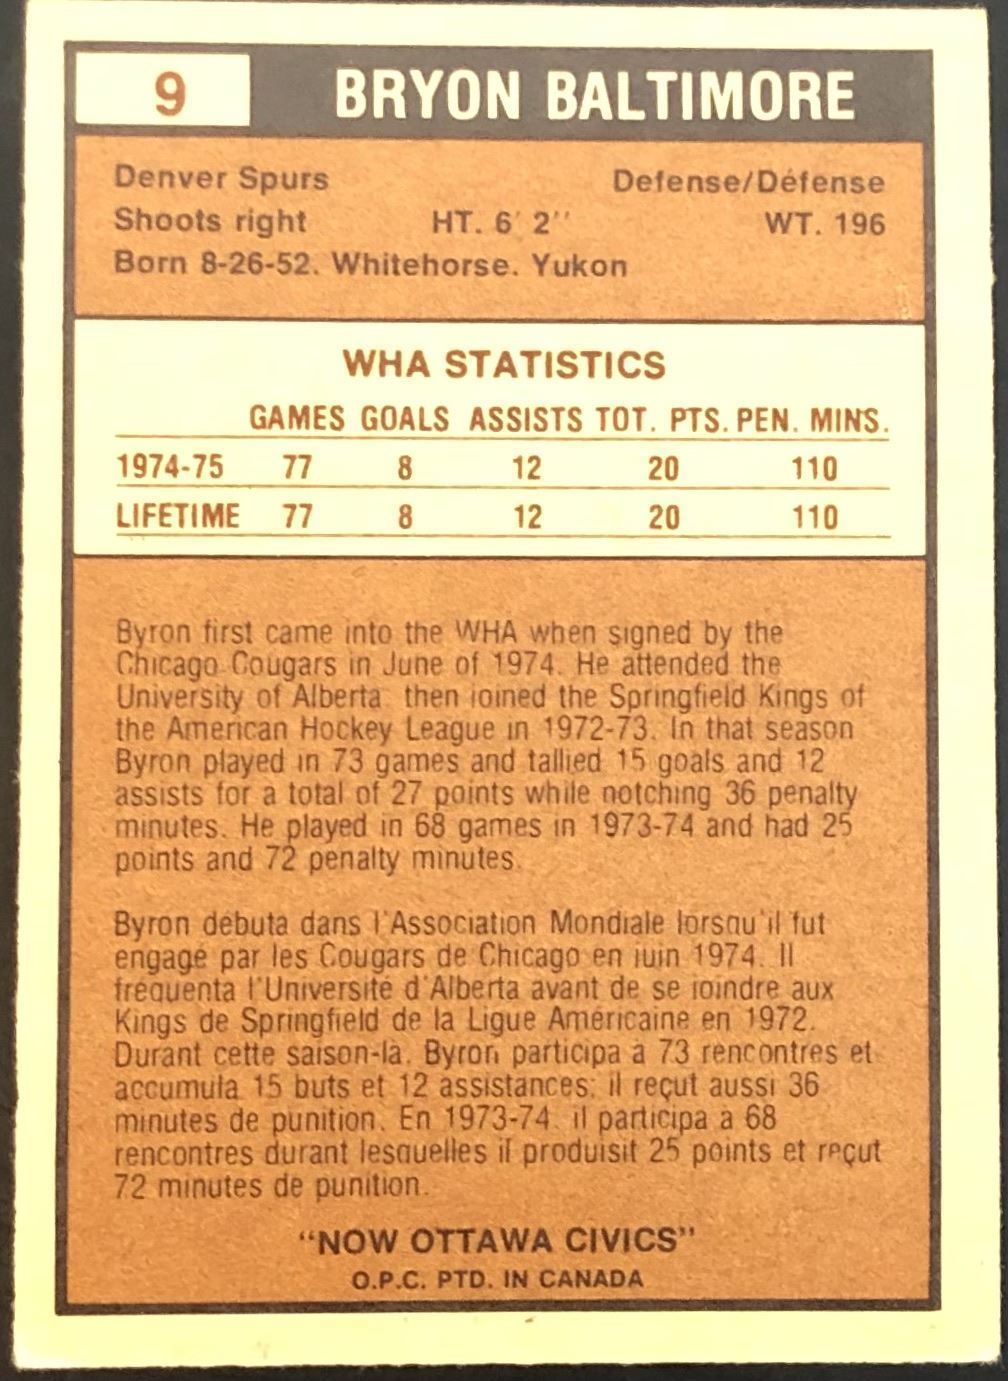 9 BRYON BALTIMORE
Denver Spurs Defense/Défense
Shoots right HT. 6' 2" WT. 196
Born 8-26-52. Whitehorse. Yukon
WHA STATISTICS
GAMES GOALS ASSISTS TOT. PTS. PEN. MINS.
1974-75 77 8 12 20 110
LIFETIME 77 8 12 20 110
Byron first came into the WHA when signed by the
Chicago Cougars in June of 1974. He attended the
University of Alberta then joined the Springfield Kings of
the American Hockey League in 1972-73. In that season
Byron played in 73 games and tallied 15 goals and 12
assists for a total of 27 points while notching 36 penalty
minutes. He played in 68 games in 1973-74 and had 25
points and 72 penalty minutes.
Byron débuta dans l'Association Mondiale lorsqu'il fut
engagé par les Cougars de Chicago en juin 1974. Il
fréquenta l'Université d'Alberta avant de se joindre aux
Kings de Springfield de la Ligue Américaine en 1972.
Durant cette saison-là, Byron participa à 73 rencontres et
accumula 15 buts et 12 assistances; il reçut aussi 36
minutes de punition. En 1973-74 il participa à 68
rencontres durant lesquelles il produisit 25 points et reçut
72 minutes de punition.
"NOW OTTAWA CIVICS"
O.P.C. PTD. IN CANADA